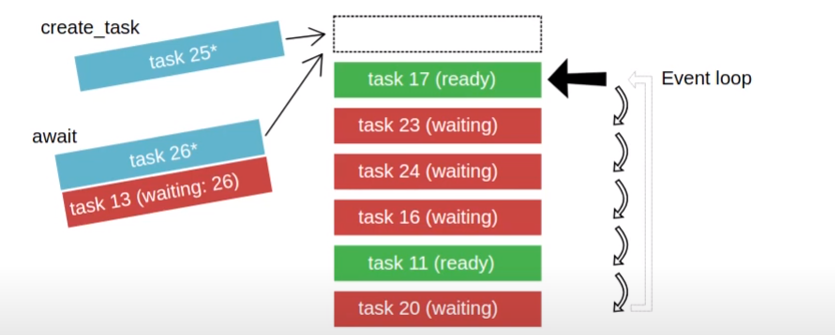 create_task
task 25*
await
task 26*
task 13 (waiting: 26)
task 17 (ready)
task 23 (waiting)
task 24 (waiting)
task 16 (waiting)
task 11 (ready)
task 20 (waiting)
Event loop